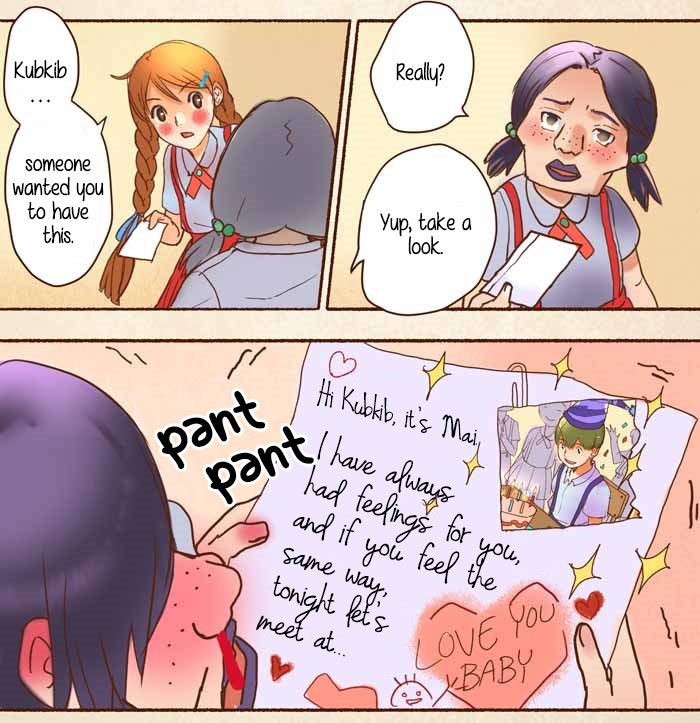 Kubkib
...
someone
wanted you
to have
this.
Really?
Yup, take a
look.
pant
pant
Hi Kubkib, it's Mai,
I have always
had feelings for you,
and if you feel the
same way,
tonight let's
meet at...
LOVE YOU
BABY